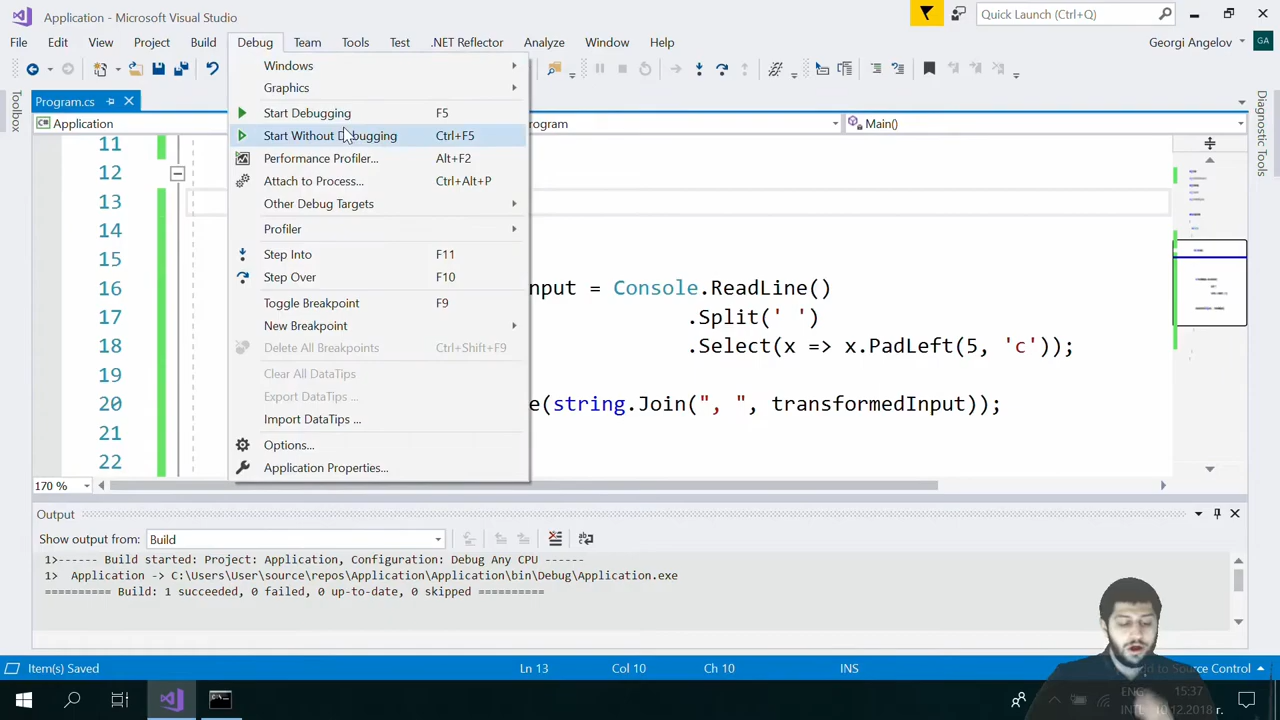 Application - Microsoft Visual Studio
Quick Launch (Ctrl+Q)
File Edit View Project Build Debug Team Tools Test .NET Reflector Analyze Window Help
Georgi Angelov GA
Program.cs
Application
rogram
Main()
Toolbox
Diagnostic Tools
Windows
Graphics
Start Debugging F5
Start Without Debugging Ctrl+F5
Performance Profiler... Alt+F2
Attach to Process... Ctrl+Alt+P
Other Debug Targets
Profiler
Step Into F11
Step Over F10
Toggle Breakpoint F9
New Breakpoint
Delete All Breakpoints Ctrl+Shift+F9
Clear All DataTips
Export DataTips ...
Import DataTips ...
Options...
Application Properties...
11
12
13
14
15
16 nput = Console.ReadLine()
17 .Split(' ')
18 .Select(x => x.PadLeft(5, 'c'));
19
20 e(string.Join(", ", transformedInput));
21
22
170 %
Output
Show output from: Build
1>------ Build started: Project: Application, Configuration: Debug Any CPU ------
1> Application -> C:\Users\User\source\repos\Application\Application\bin\Debug\Application.exe
========== Build: 1 succeeded, 0 failed, 0 up-to-date, 0 skipped ==========
Item(s) Saved Ln 13 Col 10 Ch 10 INS to Source Control
ENG 15:37
INTL 10.12.2018 г.